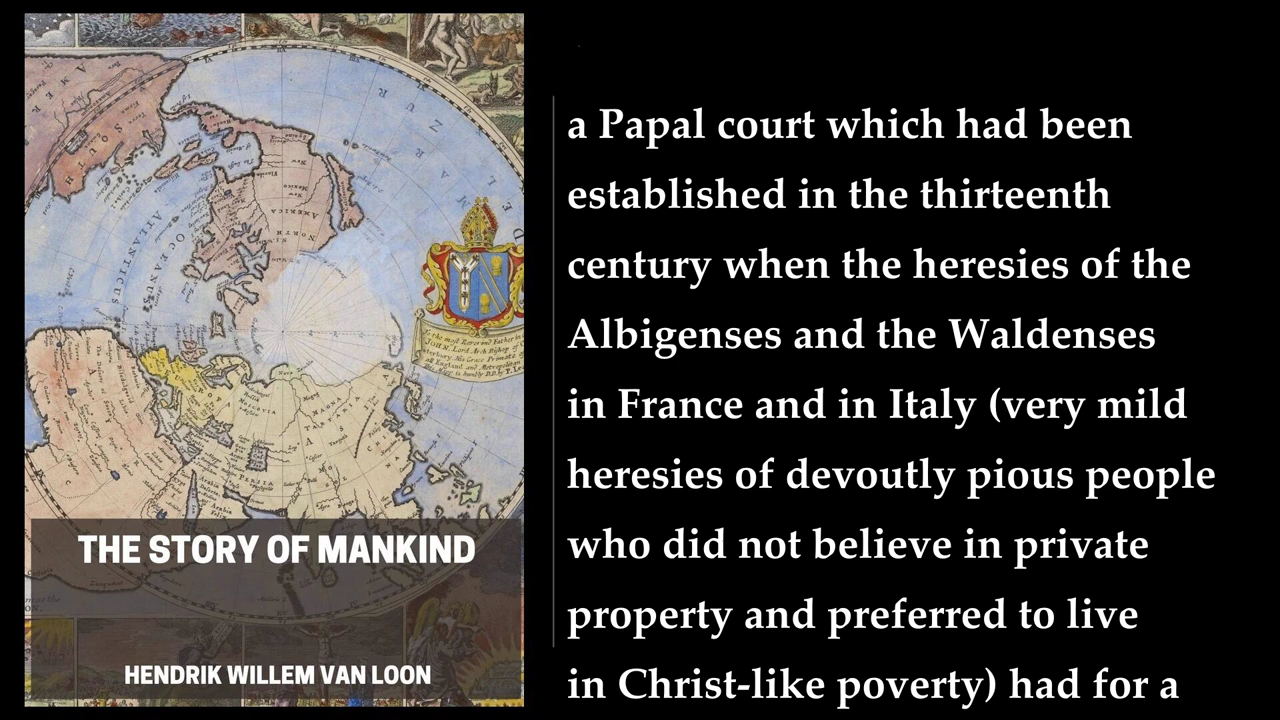 a Papal court which had been
established in the thirteenth
century when the heresies of the
Albigenses and the Waldenses
in France and in Italy (very mild
heresies of devoutly pious people
who did not believe in private
property and preferred to live
in Christ-like poverty) had for a
THE STORY OF MANKIND
HENDRIK WILLEM VAN LOON